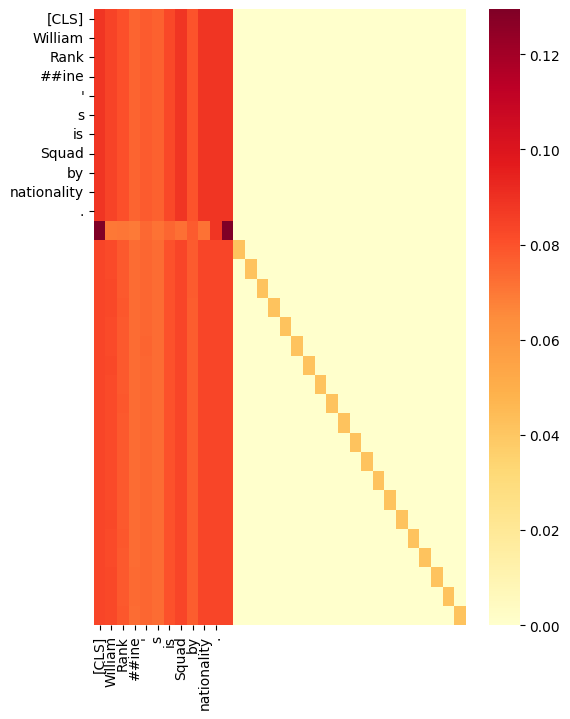 [CLS]
William
Rank
##ine
'
s
is
Squad
by
nationality
.
0.12
0.10
0.08
0.06
0.04
0.02
0.00
[CLS]
William
Rank
##ine
'
s
is
Squad
by
nationality
.